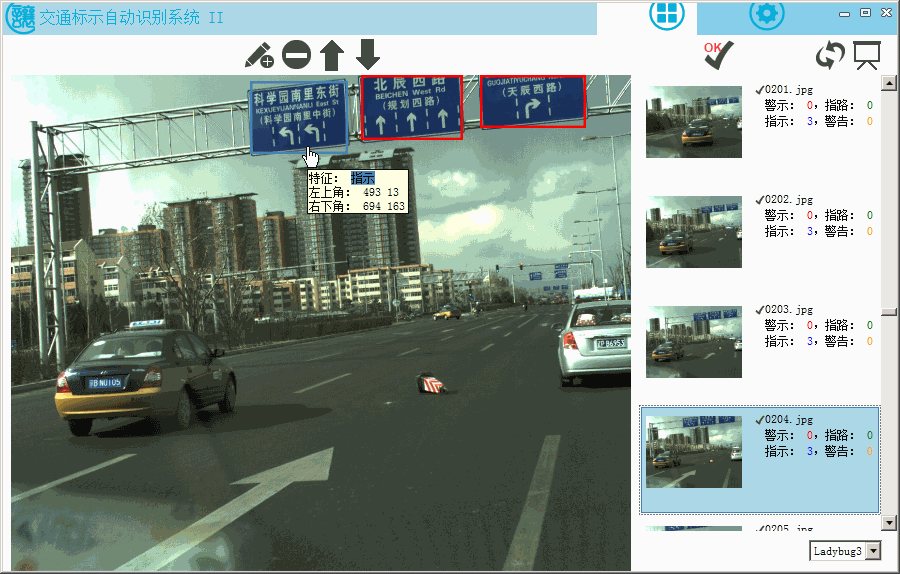 交通标示自动识别系统 II
OK
科学园南里东街
KEXUEYUANNANLI East St
(科学园南里中街)
北辰西路
BEICHEN West Rd
(规划四路)
(天辰西路)
特征: 指示
左上角: 493 13
右下角: 694 163
0201.jpg
警示: 0, 指路: 0
指示: 3, 警告: 0
0202.jpg
警示: 0, 指路: 0
指示: 3, 警告: 0
0203.jpg
警示: 0, 指路: 0
指示: 3, 警告: 0
0204.jpg
警示: 0, 指路: 0
指示: 3, 警告: 0
0205.jpg
Ladybug3